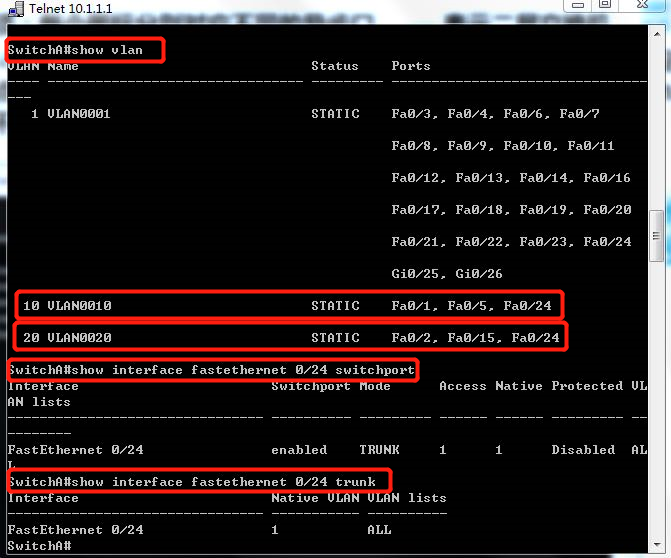 Telnet 10.1.1.1
SwitchA#show vlan
VLAN Name Status Ports
---- -------------------------------- --------- --------------------------------
---
1 VLAN0001 STATIC Fa0/3, Fa0/4, Fa0/6, Fa0/7
Fa0/8, Fa0/9, Fa0/10, Fa0/11
Fa0/12, Fa0/13, Fa0/14, Fa0/16
Fa0/17, Fa0/18, Fa0/19, Fa0/20
Fa0/21, Fa0/22, Fa0/23, Fa0/24
Gi0/25, Gi0/26
10 VLAN0010 STATIC Fa0/1, Fa0/5, Fa0/24
20 VLAN0020 STATIC Fa0/2, Fa0/15, Fa0/24
SwitchA#show interface fastethernet 0/24 switchport
Interface Switchport Mode Access Native Protected VL
AN lists
-------------------------------- ---------- --------- ------ ------ --------- --
--------
FastEthernet 0/24 enabled TRUNK 1 1 Disabled AL
L
SwitchA#show interface fastethernet 0/24 trunk
Interface Native VLAN VLAN lists
-------------------------------- ----------- ----------
FastEthernet 0/24 1 ALL
SwitchA#